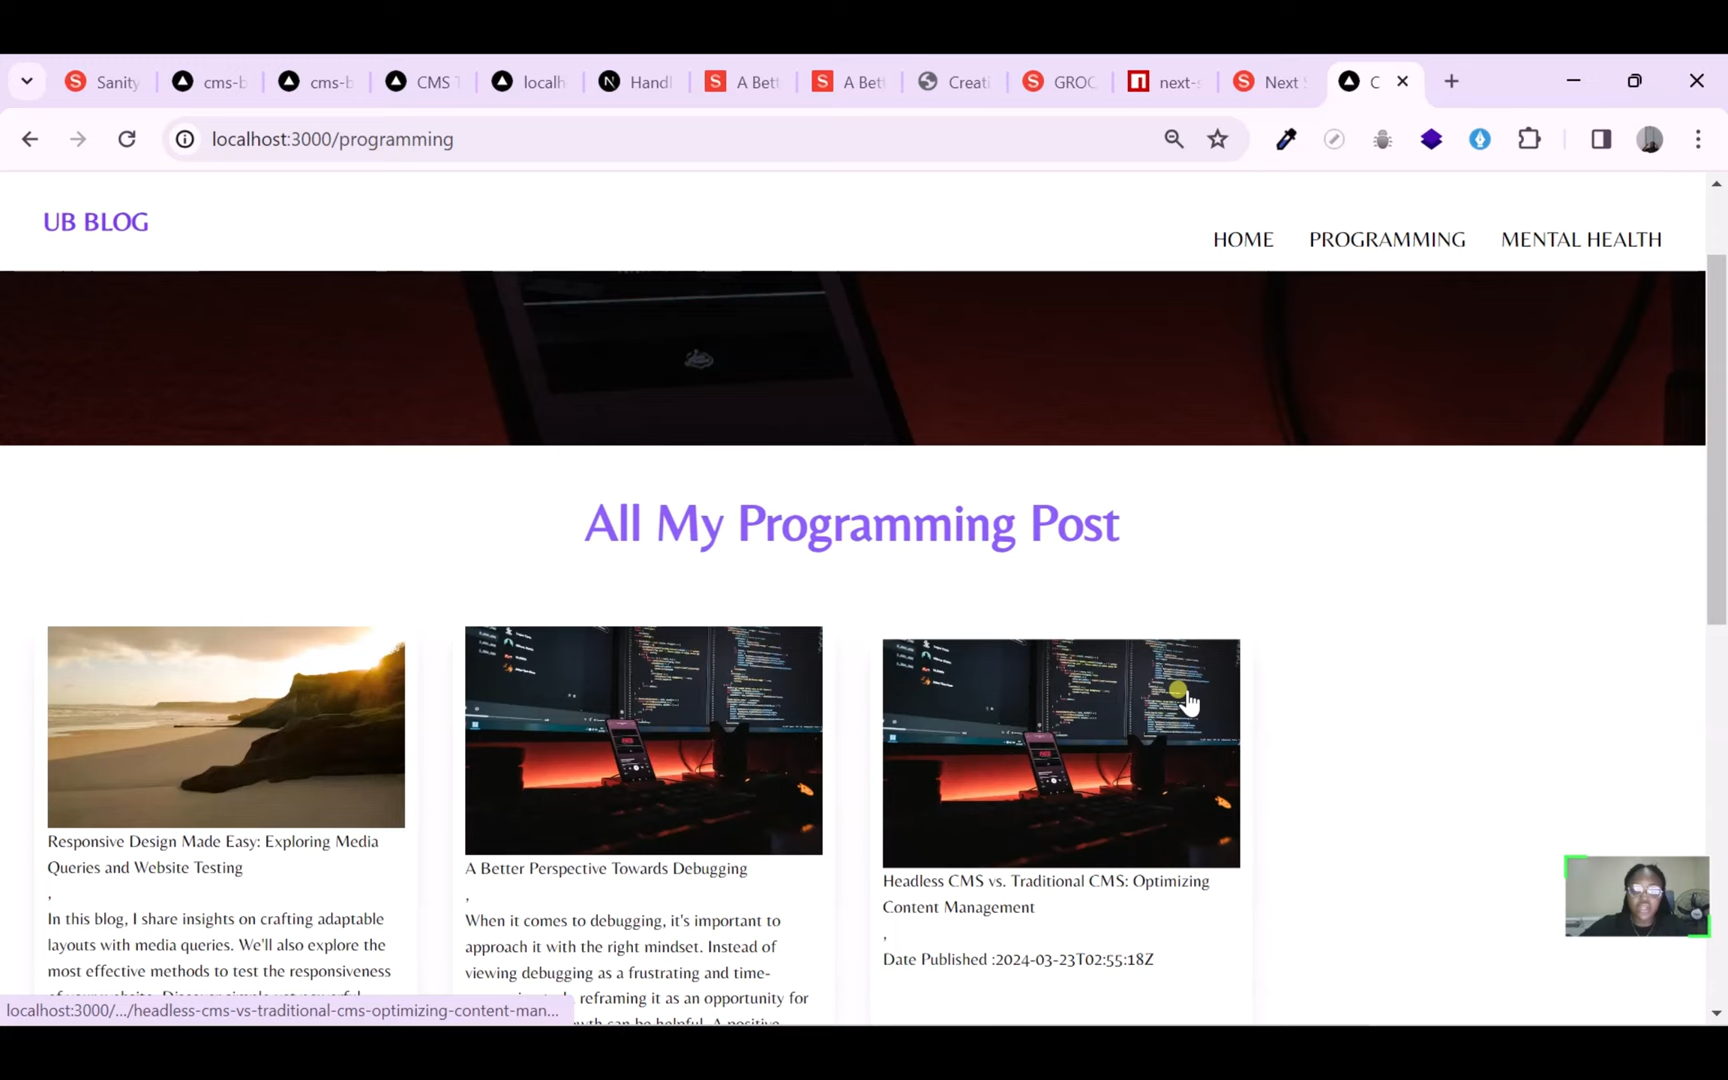 Sanity
cms-b
cms-b
CMS T
localh
Handl
A Bett
A Bett
Creati
GROC
next-s
Next
C
localhost:3000/programming
UB BLOG
HOME
PROGRAMMING
MENTAL HEALTH
All My Programming Post
Responsive Design Made Easy: Exploring Media
Queries and Website Testing
,
In this blog, I share insights on crafting adaptable
layouts with media queries. We'll also explore the
most effective methods to test the responsiveness
A Better Perspective Towards Debugging
,
When it comes to debugging, it's important to
approach it with the right mindset. Instead of
viewing debugging as a frustrating and time-
reframing it as an opportunity for
can be helpful. A positive
Headless CMS vs. Traditional CMS: Optimizing
Content Management
,
Date Published :2024-03-23T02:55:18Z
localhost:3000/.../headless-cms-vs-traditional-cms-optimizing-content-man...